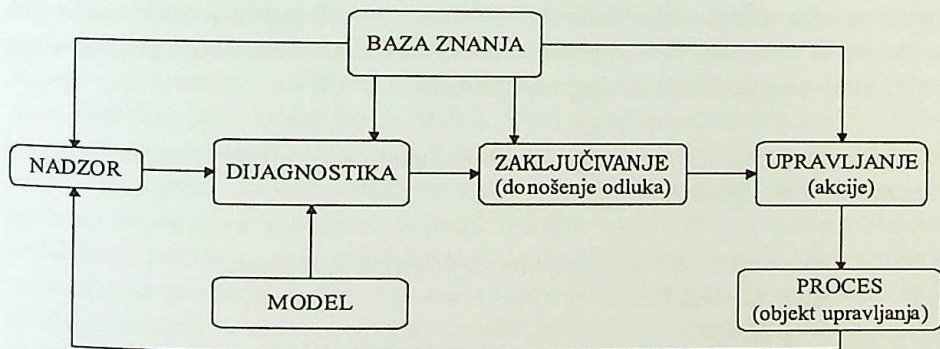 BAZA ZNANJA
NADZOR
DIJAGNOSTIKA
ZAKLJUČIVANJE
(donošenje odluka)
UPRAVLJANJE
(akcije)
MODEL
PROCES
(objekt upravljanja)